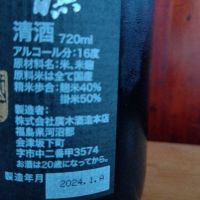 清酒 720ml
アルコール分:16度
原材料名:米、米麹
原料米は全て国産
精米歩合:麹米40%
掛米50%
製造者:
株式会社廣木酒造本店
福島県河沼郡
会津坂下町
字市中二番甲3574
お酒は20歳になってから。
製造年月 2024.1.A